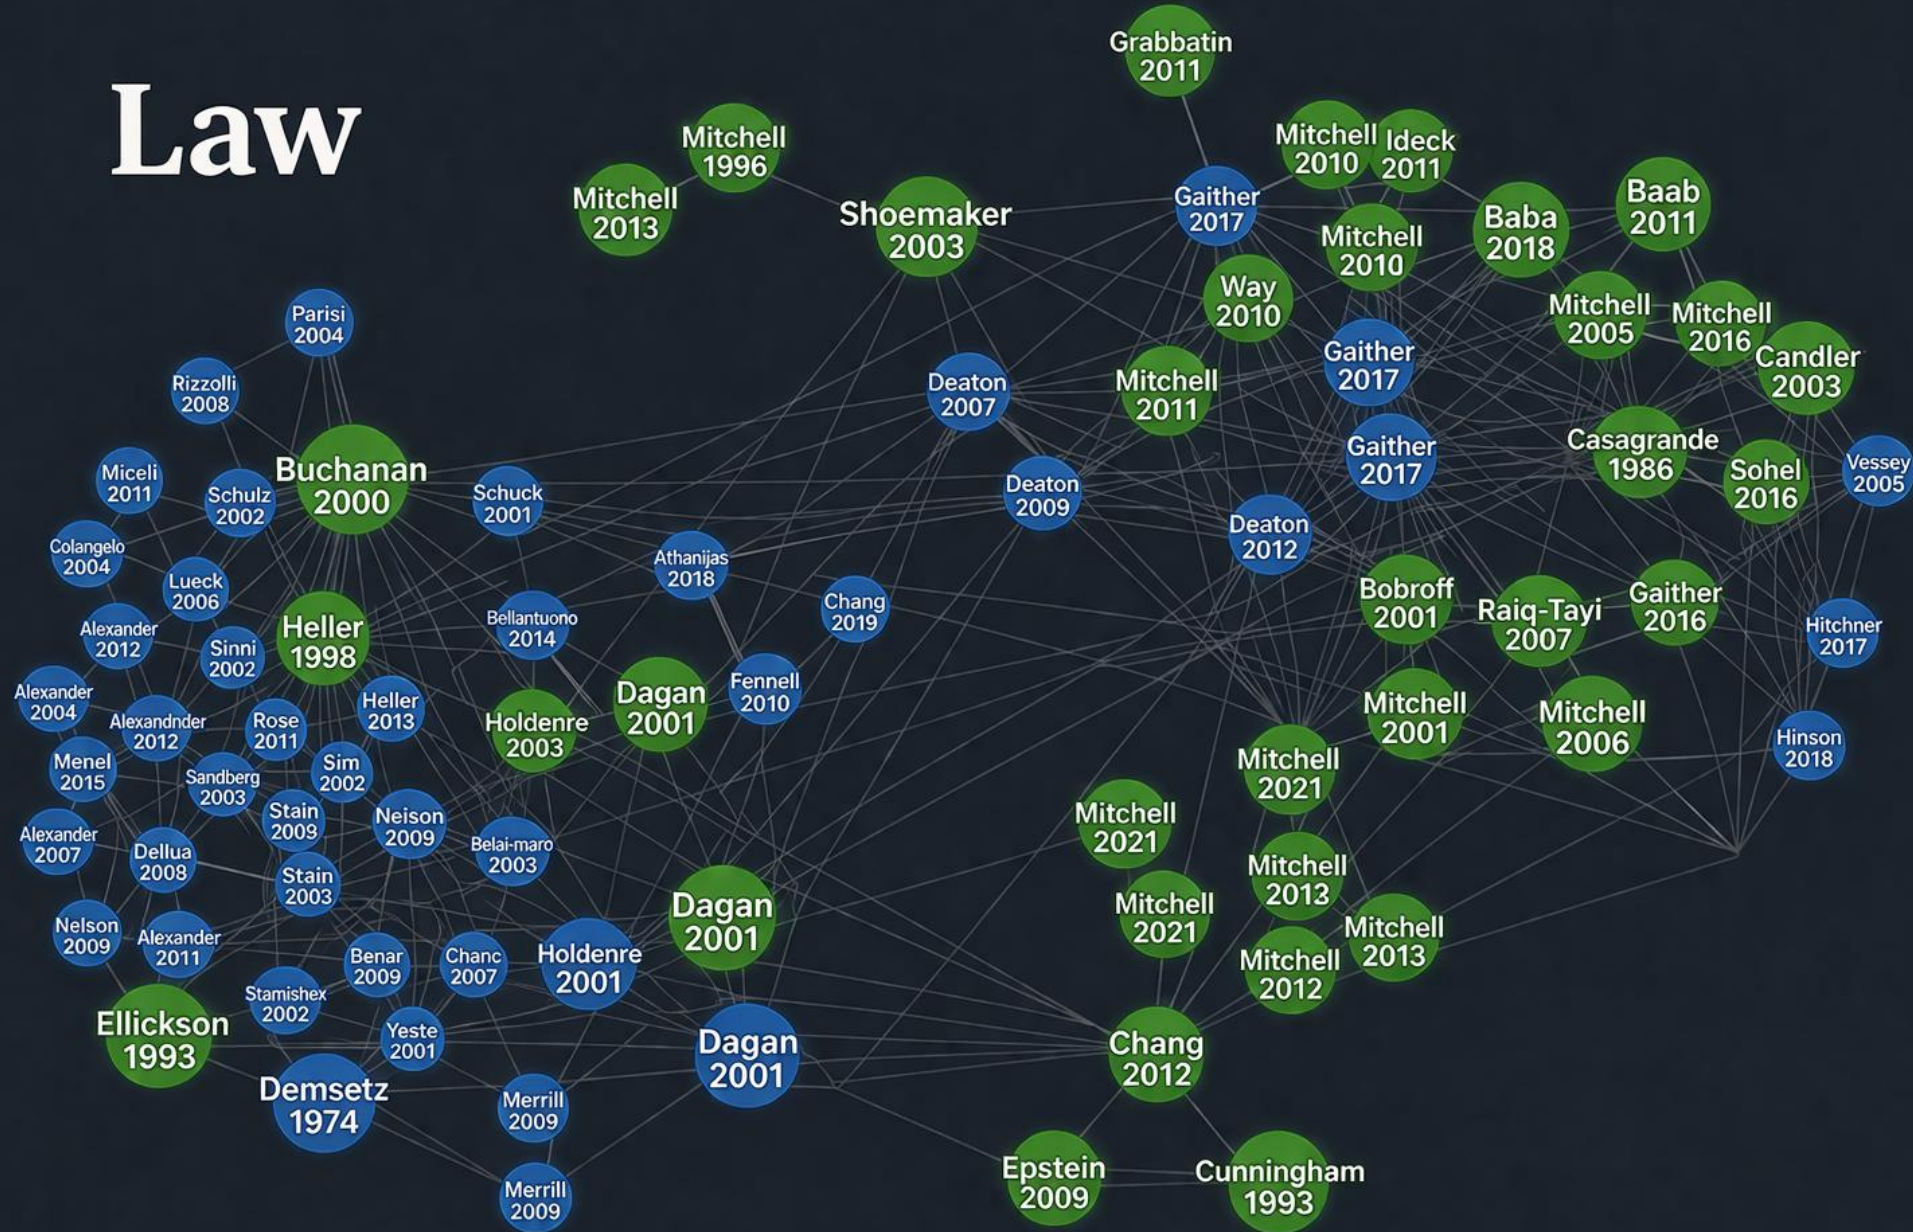 Law
Grabbatin
2011
Mitchell
1996
Mitchell
2013
Shoemaker
2003
Gaither
2017
Mitchell
2010
Ideck
2011
Mitchell
2010
Baba
2018
Baab
2011
Way
2010
Mitchell
2005
Mitchell
2016
Candler
2003
Parisi
2004
Rizzolli
2008
Deaton
2007
Mitchell
2011
Gaither
2017
Gaither
2017
Casagrande
1986
Sohel
2016
Vessey
2005
Miceli
2011
Schulz
2002
Buchanan
2000
Schuck
2001
Deaton
2009
Deaton
2012
Colangelo
2004
Lueck
2006
Athanijas
2018
Chang
2019
Bobroff
2001
Raiq-Tayi
2007
Gaither
2016
Hitchner
2017
Alexander
2012
Sinni
2002
Heller
1998
Bellantuono
2014
Alexander
2004
Alexandnder
2012
Rose
2011
Heller
2013
Holdenre
2003
Dagan
2001
Fennell
2010
Mitchell
2001
Mitchell
2006
Hinson
2018
Menel
2015
Sandberg
2003
Sim
2002
Mitchell
2021
Alexander
2007
Dellua
2008
Stain
2009
Neison
2009
Belai-maro
2003
Mitchell
2021
Stain
2003
Mitchell
2013
Nelson
2009
Alexander
2011
Benar
2009
Chanc
2007
Holdenre
2001
Dagan
2001
Mitchell
2021
Mitchell
2012
Mitchell
2013
Ellickson
1993
Stamishex
2002
Yeste
2001
Dagan
2001
Chang
2012
Demsetz
1974
Merrill
2009
Merrill
2009
Epstein
2009
Cunningham
1993